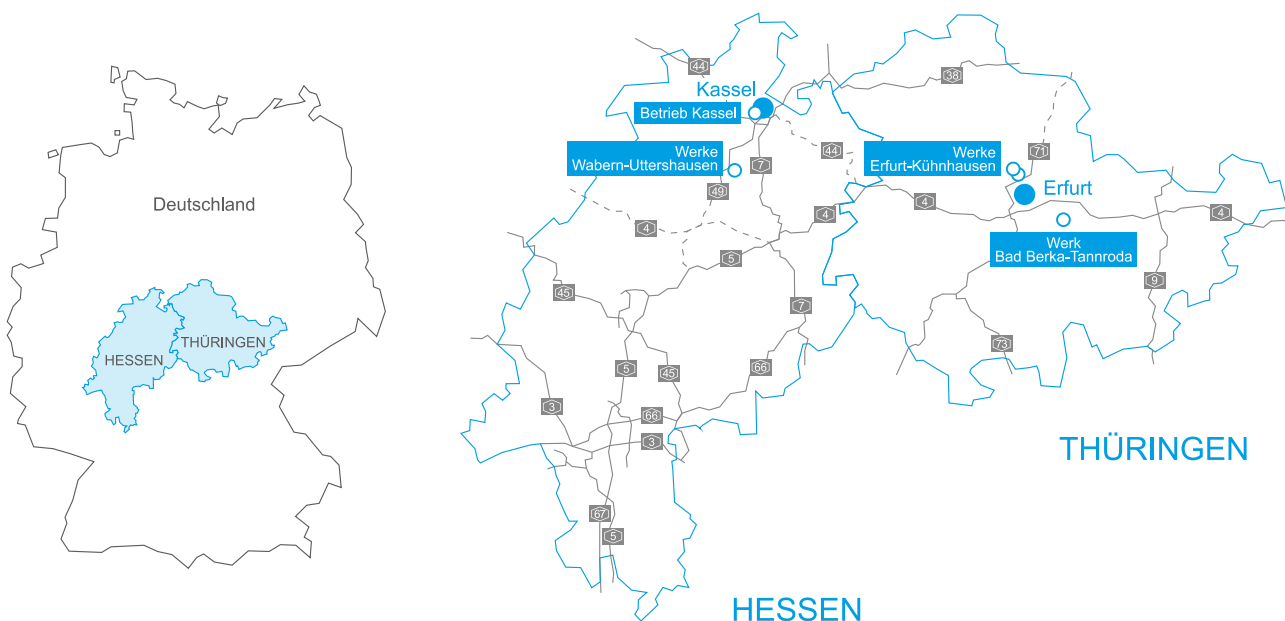 Deutschland
HESSEN
THÜRINGEN
44
38
Kassel
Betrieb Kassel
Werke
Wabern-Uttershausen
7
44
49
4
4
5
45
7
5
45
66
3
66
3
67
5
Werke
Erfurt-Kühnhausen
71
Erfurt
4
4
Werk
Bad Berka-Tannroda
9
73
THÜRINGEN
HESSEN